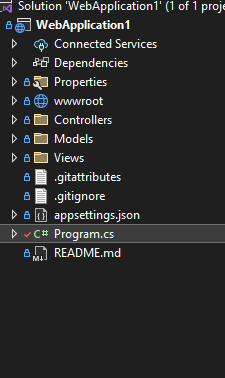 Solution 'WebApplication1' (1 of 1 proje
WebApplication1
Connected Services
Dependencies
Properties
wwwroot
Controllers
Models
Views
.gitattributes
.gitignore
appsettings.json
C# Program.cs
README.md